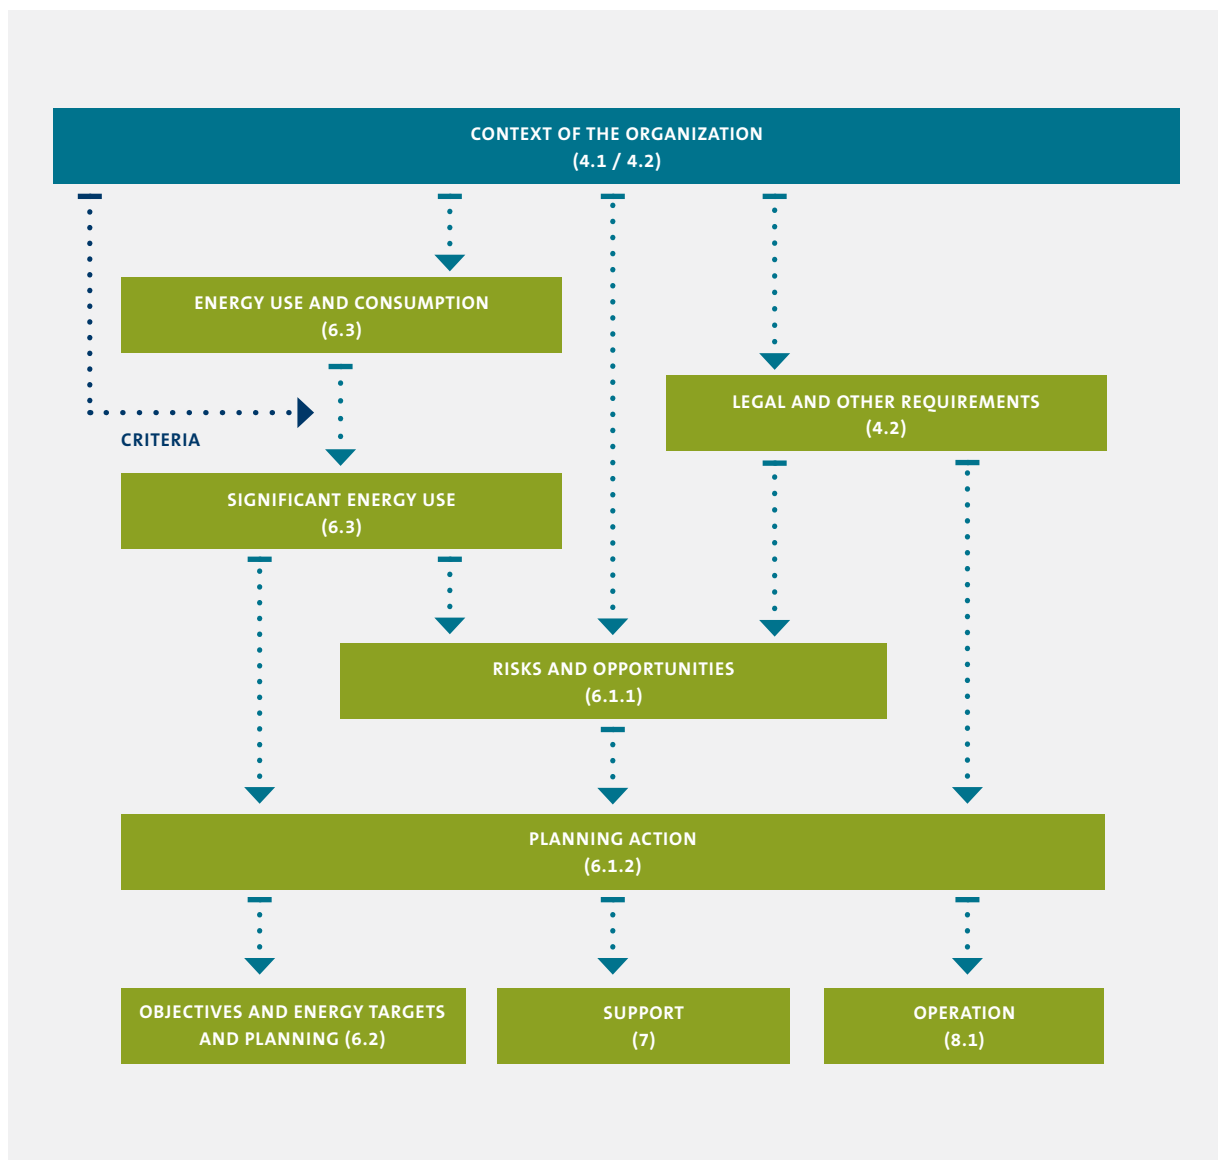 CONTEXT OF THE ORGANIZATION
(4.1 / 4.2)
ENERGY USE AND CONSUMPTION
(6.3)
LEGAL AND OTHER REQUIREMENTS
(4.2)
CRITERIA
SIGNIFICANT ENERGY USE
(6.3)
RISKS AND OPPORTUNITIES
(6.1.1)
PLANNING ACTION
(6.1.2)
OBJECTIVES AND ENERGY TARGETS
AND PLANNING (6.2)
SUPPORT
(7)
OPERATION
(8.1)